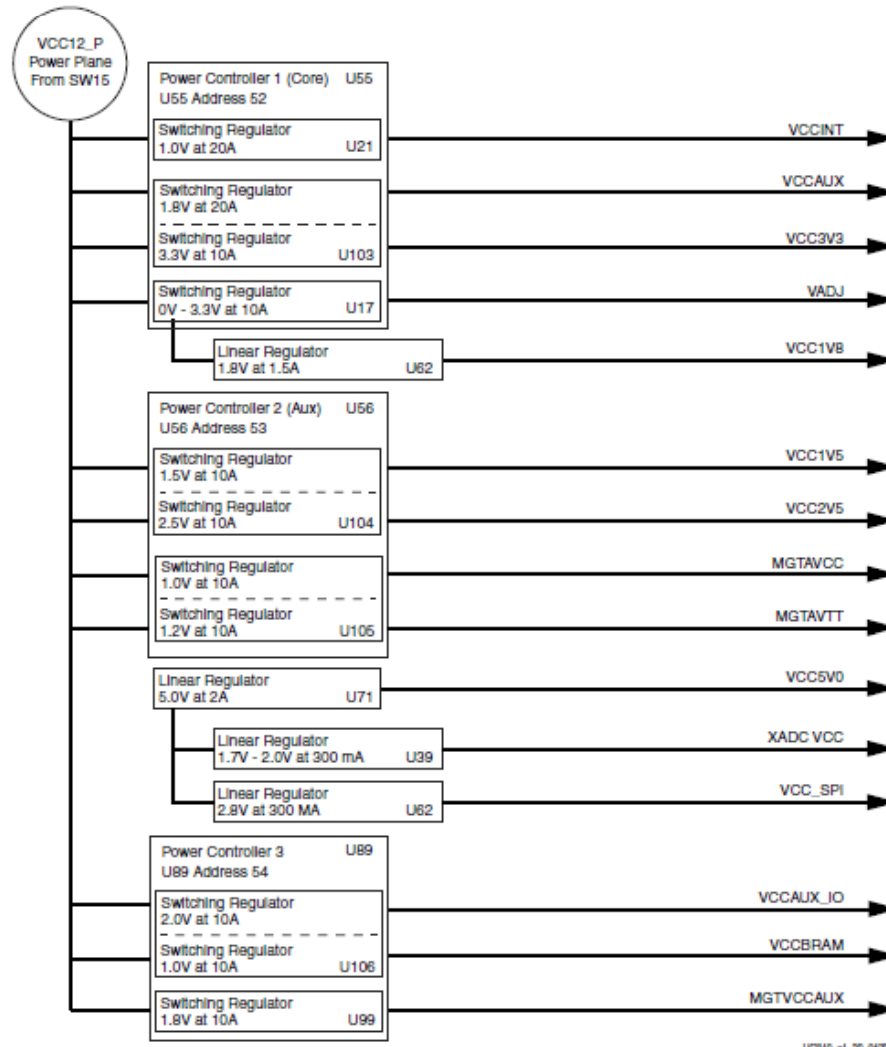 VCC12_P
Power Plane
From SW15
Power Controller 1 (Core) U55
U55 Address 52
Switching Regulator
1.0V at 20A U21
VCCINT
Switching Regulator
1.8V at 20A
VCCAUX
Switching Regulator
3.3V at 10A U103
VCC3V3
Switching Regulator
0V - 3.3V at 10A U17
VADJ
Linear Regulator
1.8V at 1.5A U62
VCC1V8
Power Controller 2 (Aux) U56
U56 Address 53
Switching Regulator
1.5V at 10A
VCC1V5
Switching Regulator
2.5V at 10A U104
VCC2V5
Switching Regulator
1.0V at 10A
MGTAVCC
Switching Regulator
1.2V at 10A U105
MGTAVTT
Linear Regulator
5.0V at 2A U71
VCC5V0
Linear Regulator
1.7V - 2.0V at 300 mA U39
XADC VCC
Linear Regulator
2.8V at 300 MA U62
VCC_SPI
Power Controller 3 U89
U89 Address 54
Switching Regulator
2.0V at 10A
VCCAUX_IO
Switching Regulator
1.0V at 10A U106
VCCBRAM
Switching Regulator
1.8V at 10A U99
MGTVCCAUX